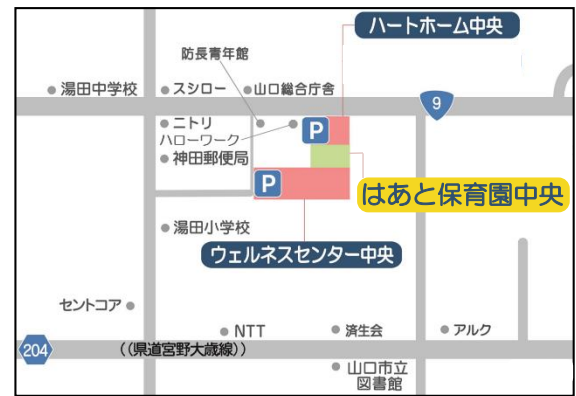 ハートホーム中央
防長青年館
湯田中学校
スシロー
山口総合庁舎
9
ニトリ
P
ハローワーク
神田郵便局
P
はあと保育園中央
湯田小学校
ウェルネスセンター中央
セントコア
NTT
済生会
アルク
204
((県道宮野大歳線))
山口市立
図書館